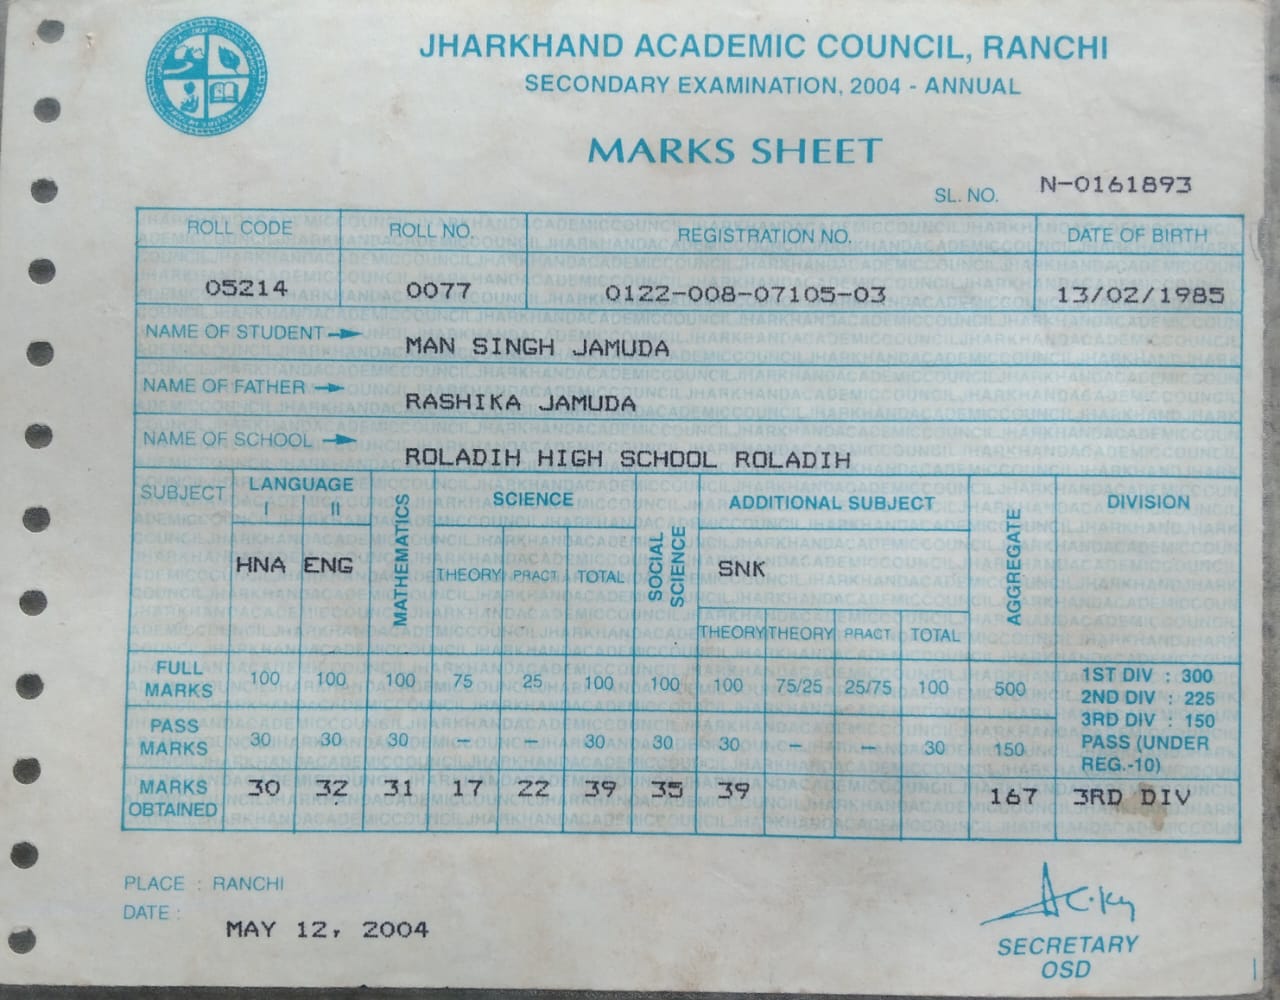 JHARKHAND ACADEMIC COUNCIL, RANCHI
SECONDARY EXAMINATION, 2004 - ANNUAL
MARKS SHEET
SL. NO. N-0161893
ROLL CODE ROLL NO. REGISTRATION NO. DATE OF BIRTH
05214 0077 0122-008-07105-03 13/02/1985
NAME OF STUDENT → MAN SINGH JAMUDA
NAME OF FATHER → RASHIKA JAMUDA
NAME OF SCHOOL → ROLADIH HIGH SCHOOL ROLADIH
SUBJECT LANGUAGE MATHEMATICS SCIENCE SOCIAL SCIENCE ADDITIONAL SUBJECT AGGREGATE DIVISION
I II
HNA ENG SNK
THEORY PRACT TOTAL
THEORY THEORY PRACT. TOTAL
FULL MARKS 100 100 100 75 25 100 100 100 75/25 25/75 100 500
1ST DIV : 300
2ND DIV : 225
3RD DIV : 150
PASS (UNDER
REG.-10)
PASS MARKS 30 30 30 — — 30 30 30 — — 30 150
MARKS OBTAINED 30 32 31 17 22 39 35 39 167 3RD DIV
PLACE : RANCHI
DATE : MAY 12, 2004
SECRETARY
OSD